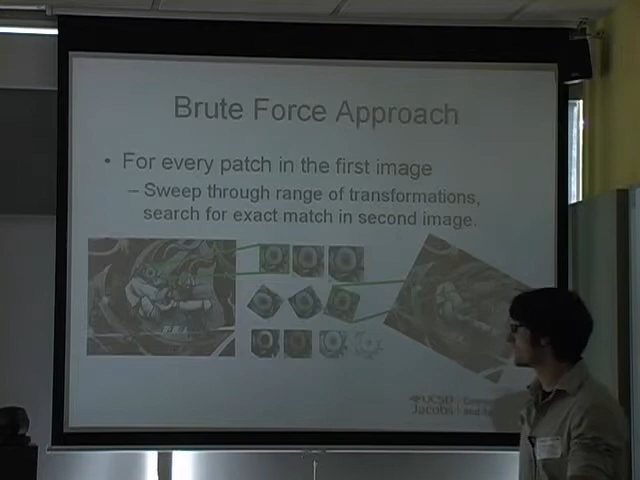 Brute Force Approach
• For every patch in the first image
– Sweep through range of transformations,
search for exact match in second image.
UCSD
Jacobs